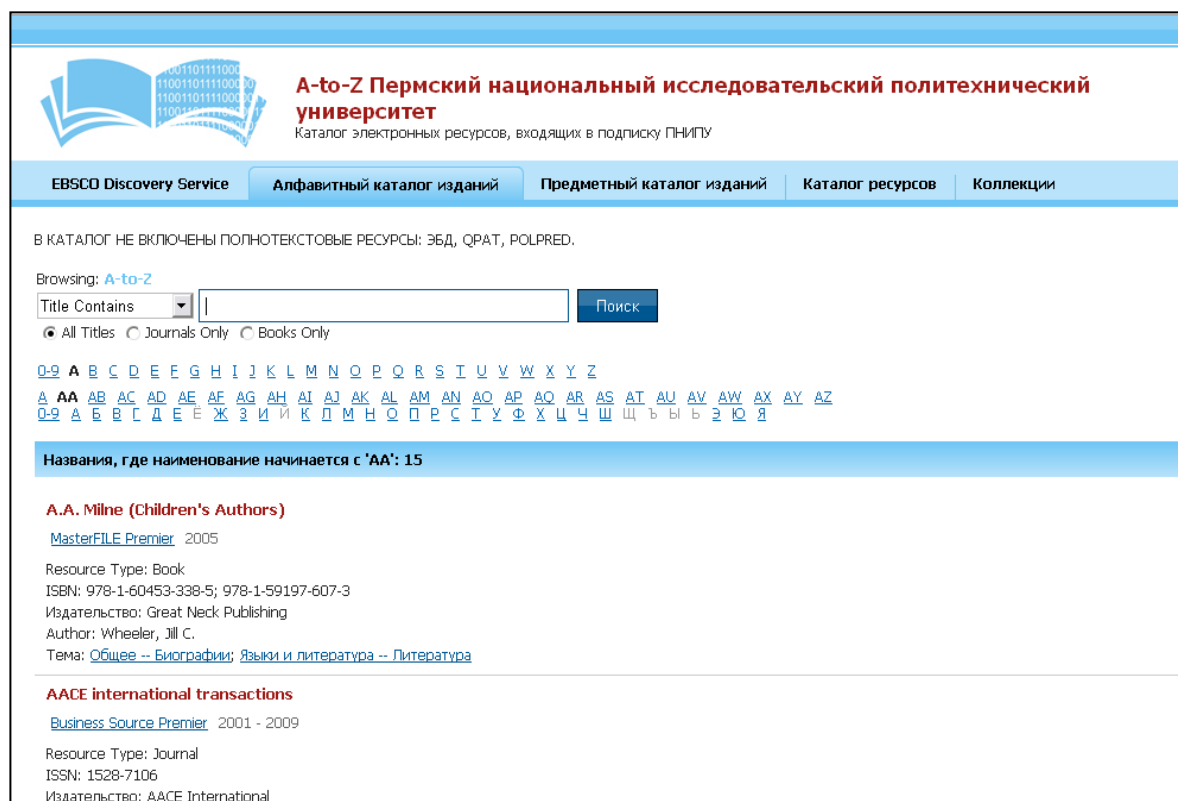 A-to-Z Пермский национальный исследовательский политехнический
университет
Каталог электронных ресурсов, входящих в подписку ПНИПУ
EBSCO Discovery Service Алфавитный каталог изданий Предметный каталог изданий Каталог ресурсов Коллекции
В КАТАЛОГ НЕ ВКЛЮЧЕНЫ ПОЛНОТЕКСТОВЫЕ РЕСУРСЫ: ЭБД, QPAT, POLPRED.
Browsing: A-to-Z
Title Contains Поиск
All Titles Journals Only Books Only
0-9 A B C D E F G H I J K L M N O P Q R S T U V W X Y Z
A AA AB AC AD AE AF AG AH AI AJ AK AL AM AN AO AP AQ AR AS AT AU AV AW AX AY AZ
0-9 А Б В Г Д Е Ё Ж З И Й К Л М Н О П Р С Т У Ф Х Ц Ч Ш Щ Ъ Ы Ь Э Ю Я
Названия, где наименование начинается с 'AA': 15
A.A. Milne (Children's Authors)
MasterFILE Premier 2005
Resource Type: Book
ISBN: 978-1-60453-338-5; 978-1-59197-607-3
Издательство: Great Neck Publishing
Author: Wheeler, Jill C.
Тема: Общее -- Биографии; Языки и литература -- Литература
AACE international transactions
Business Source Premier 2001 - 2009
Resource Type: Journal
ISSN: 1528-7106
Издательство: AACE International